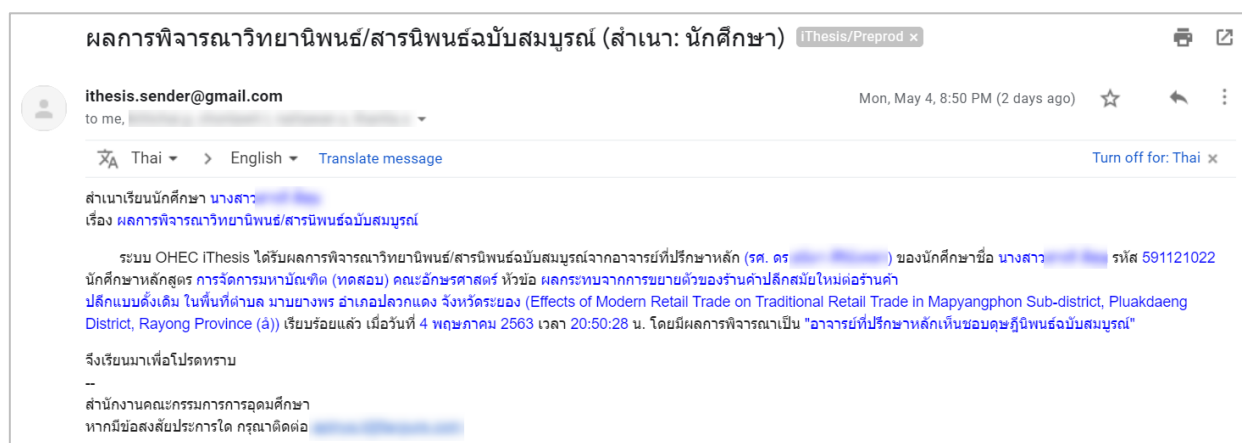 ผลการพิจารณาวิทยานิพนธ์/สารนิพนธ์ฉบับสมบูรณ์ (สำเนา: นักศึกษา) iThesis/Preprod ×
ithesis.sender@gmail.com
Mon, May 4, 8:50 PM (2 days ago)
to me,
Thai > English Translate message
Turn off for: Thai ×
สำเนาเรียนนักศึกษา นางสาว
เรื่อง ผลการพิจารณาวิทยานิพนธ์/สารนิพนธ์ฉบับสมบูรณ์
ระบบ OHEC iThesis ได้รับผลการพิจารณาวิทยานิพนธ์/สารนิพนธ์ฉบับสมบูรณ์จากอาจารย์ที่ปรึกษาหลัก (รศ. ดร ) ของนักศึกษาชื่อ นางสาว รหัส 591121022
นักศึกษาหลักสูตร การจัดการมหาบัณฑิต (ทดสอบ) คณะอักษรศาสตร์ หัวข้อ ผลกระทบจากการขยายตัวของร้านค้าปลีกสมัยใหม่ต่อร้านค้า
ปลีกแบบดั้งเดิม ในพื้นที่ตำบล มาบยางพร อำเภอปลวกแดง จังหวัดระยอง (Effects of Modern Retail Trade on Traditional Retail Trade in Mapyangphon Sub-district, Pluakdaeng
District, Rayong Province (â)) เรียบร้อยแล้ว เมื่อวันที่ 4 พฤษภาคม 2563 เวลา 20:50:28 น. โดยมีผลการพิจารณาเป็น "อาจารย์ที่ปรึกษาหลักเห็นชอบดุษฎีนิพนธ์ฉบับสมบูรณ์"
จึงเรียนมาเพื่อโปรดทราบ
--
สำนักงานคณะกรรมการการอุดมศึกษา
หากมีข้อสงสัยประการใด กรุณาติดต่อ